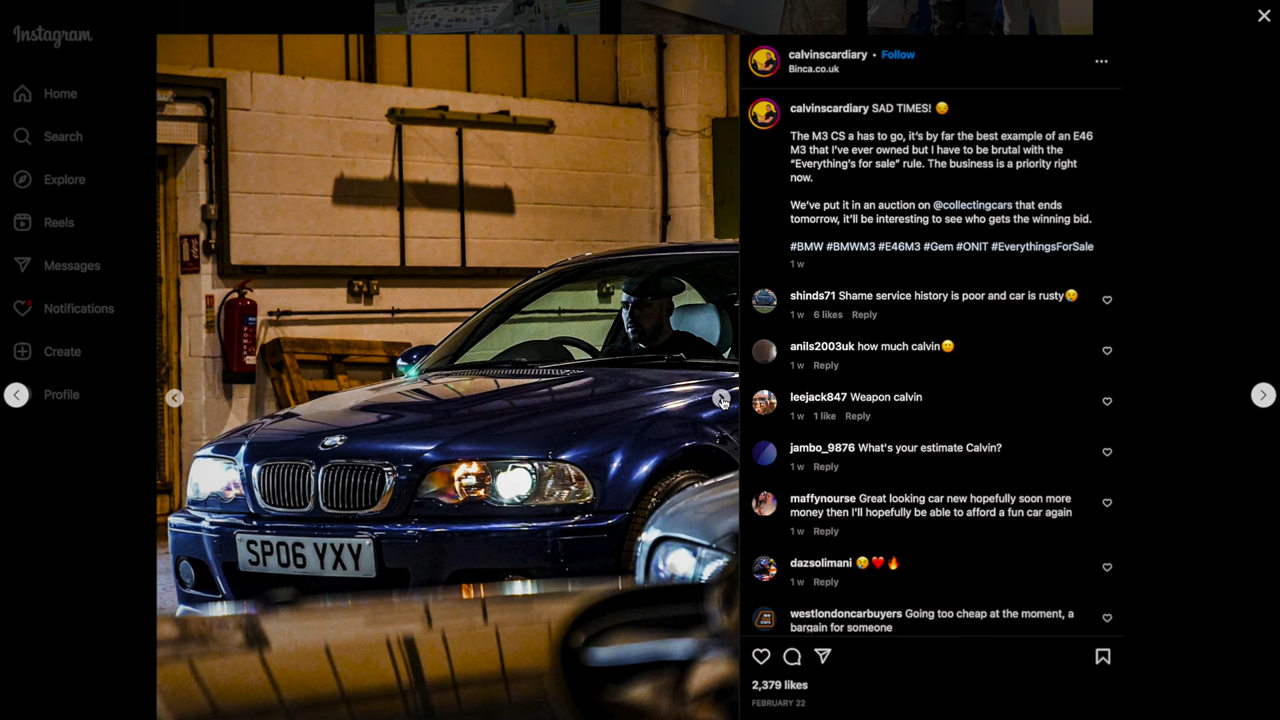 Instagram
Home
Search
Explore
Reels
Messages
Notifications
Create
Profile
SP06 YXY
calvinscardiary • Follow
Binca.co.uk
calvinscardiary SAD TIMES! 😔
The M3 CS a has to go, it's by far the best example of an E46
M3 that I've ever owned but I have to be brutal with the
“Everything's for sale” rule. The business is a priority right
now.
We've put it in an auction on @collectingcars that ends
tomorrow, it'll be interesting to see who gets the winning bid.
#BMW #BMWM3 #E46M3 #Gem #ONIT #EverythingsForSale
1 w
shinds71 Shame service history is poor and car is rusty😢
1 w 6 likes Reply
anils2003uk how much calvin🙂
1 w Reply
leejack847 Weapon calvin
1 w 1 like Reply
jambo_9876 What's your estimate Calvin?
1 w Reply
maffynourse Great looking car new hopefully soon more
money then I'll hopefully be able to afford a fun car again
1 w Reply
dazsolimani 😢❤️🔥
1 w Reply
westlondoncarbuyers Going too cheap at the moment, a
bargain for someone
2,379 likes
FEBRUARY 22